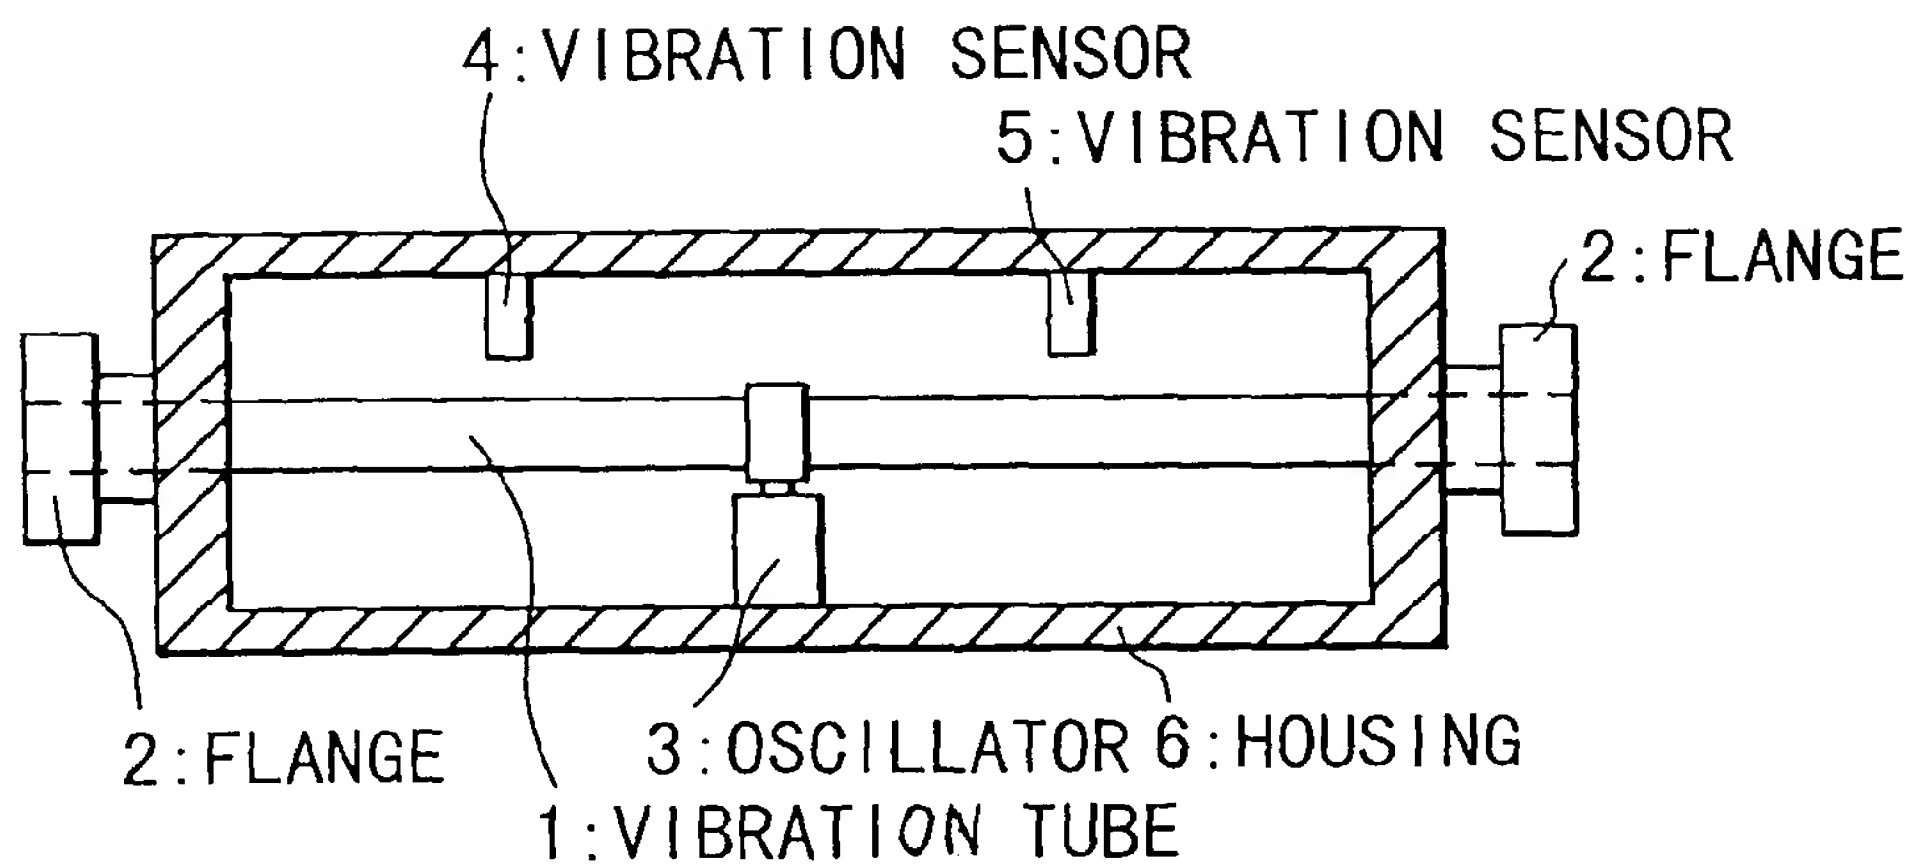 4:VIBRATION SENSOR
5:VIBRATION SENSOR
2:FLANGE
2:FLANGE
3:OSCILLATOR
6:HOUSING
1:VIBRATION TUBE